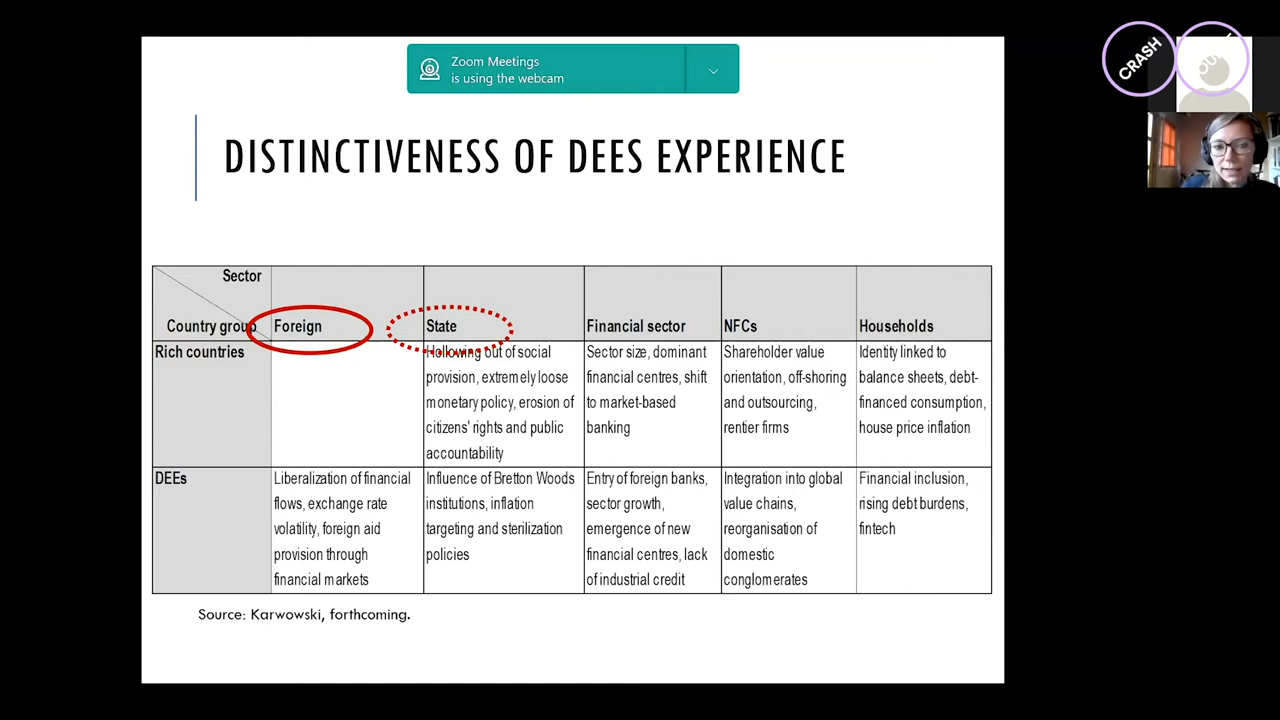 Zoom Meetings
is using the webcam
CRASH
DISTINCTIVENESS OF DEES EXPERIENCE
Sector
Country group
Foreign
State
Financial sector
NFCs
Households
Rich countries
Hollowing out of social
provision, extremely loose
monetary policy, erosion of
citizens' rights and public
accountability
Sector size, dominant
financial centres, shift
to market-based
banking
Shareholder value
orientation, off-shoring
and outsourcing,
rentier firms
Identity linked to
balance sheets, debt-
financed consumption,
house price inflation
DEEs
Liberalization of financial
flows, exchange rate
volatility, foreign aid
provision through
financial markets
Influence of Bretton Woods
institutions, inflation
targeting and sterilization
policies
Entry of foreign banks,
sector growth,
emergence of new
financial centres, lack
of industrial credit
Integration into global
value chains,
reorganisation of
domestic
conglomerates
Financial inclusion,
rising debt burdens,
fintech
Source: Karwowski, forthcoming.